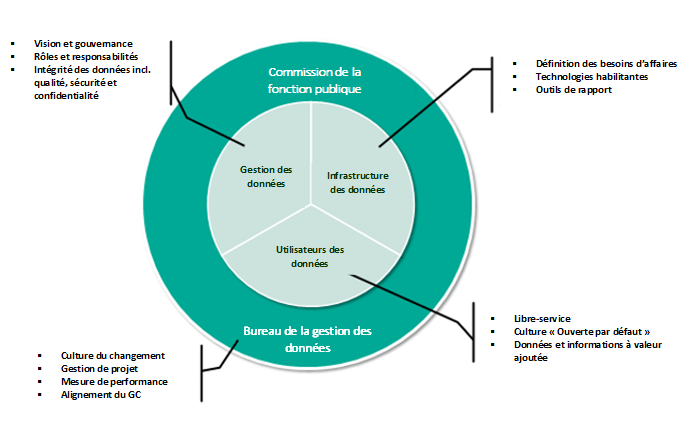 ▪ Vision et gouvernance
▪ Rôles et responsabilités
▪ Intégrité des données incl.
qualité, sécurité et
confidentialité
Commission de la
fonction publique
▪ Définition des besoins d'affaires
▪ Technologies habilitantes
▪ Outils de rapport
Gestion des
données
Infrastructure
des données
Utilisateurs des
données
▪ Libre-service
▪ Culture « Ouverte par défaut »
▪ Données et informations à valeur
ajoutée
Bureau de la gestion des
données
▪ Culture du changement
▪ Gestion de projet
▪ Mesure de performance
▪ Alignement du GC